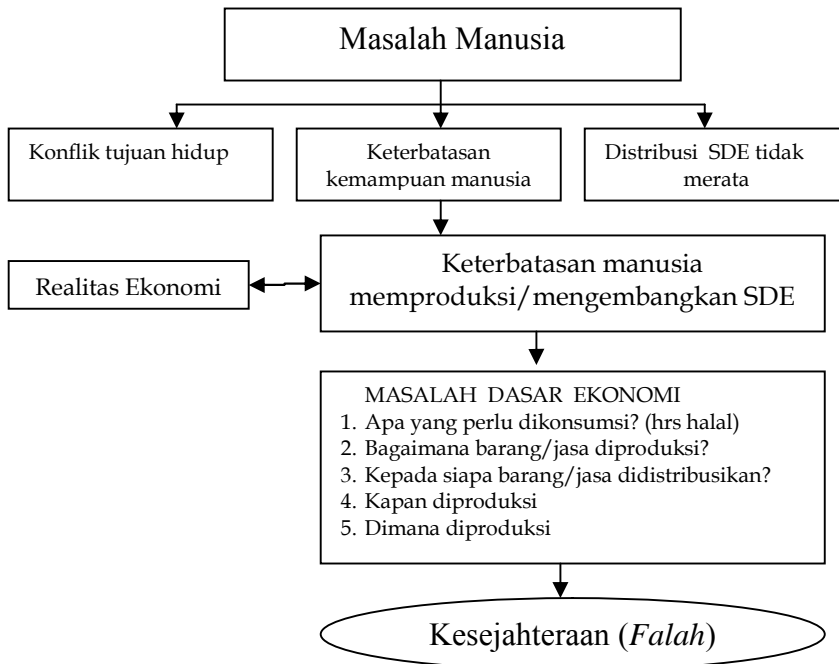 Masalah Manusia
Konflik tujuan hidup
Keterbatasan
kemampuan manusia
Distribusi SDE tidak
merata
Realitas Ekonomi
Keterbatasan manusia
memproduksi/mengembangkan SDE
MASALAH DASAR EKONOMI
1. Apa yang perlu dikonsumsi? (hrs halal)
2. Bagaimana barang/jasa diproduksi?
3. Kepada siapa barang/jasa didistribusikan?
4. Kapan diproduksi
5. Dimana diproduksi
Kesejahteraan (Falah)